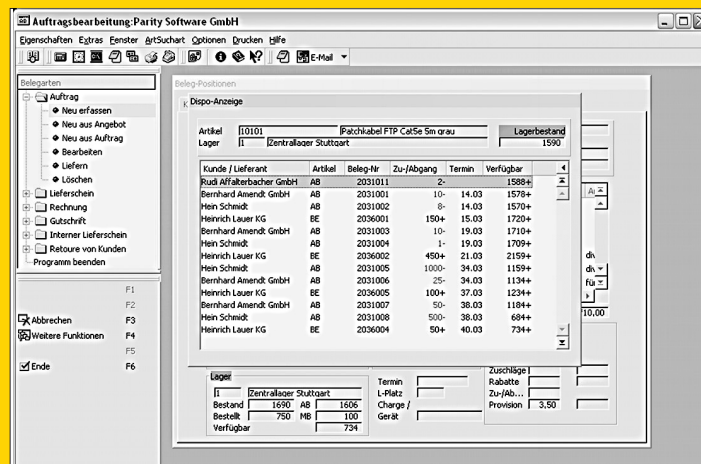 Auftragsbearbeitung:Parity Software GmbH
Eigenschaften Extras Fenster ArtSuchart Optionen Drucken Hilfe
E-Mail
Belegarten
Auftrag
Neu erfassen
Neu aus Angebot
Neu aus Auftrag
Bearbeiten
Liefern
Löschen
Lieferschein
Rechnung
Gutschrift
Interner Lieferschein
Retoure von Kunden
Programm beenden
F1
F2
Abbrechen F3
Weitere Funktionen F4
F5
Ende F6
Beleg-Positionen
K
Dispo-Anzeige
Artikel 10101 Patchkabel FTP Cat5e 5m grau Lagerbestand
Lager 1 Zentrallager Stuttgart 1590
Kunde / Lieferant Artikel Beleg-Nr Zu-/Abgang Termin Verfügbar
Rudi Affalterbacher GmbH AB 2031011 2- 1588+
Bernhard Amendt GmbH AB 2031001 10- 14.03 1578+
Hein Schmidt AB 2031002 8- 14.03 1570+
Heinrich Lauer KG BE 2036001 150+ 15.03 1720+
Bernhard Amendt GmbH AB 2031003 10- 19.03 1710+
Hein Schmidt AB 2031004 1- 19.03 1709+
Heinrich Lauer KG BE 2036002 450+ 21.03 2159+
Hein Schmidt AB 2031005 1000- 34.03 1159+
Bernhard Amendt GmbH AB 2031006 25- 34.03 1134+
Heinrich Lauer KG BE 2036005 100+ 37.03 1234+
Bernhard Amendt GmbH AB 2031007 50- 38.03 1184+
Hein Schmidt AB 2031008 500- 38.03 684+
Heinrich Lauer KG BE 2036004 50+ 40.03 734+
div
div
für
10,00
Lager
1 Zentrallager Stuttgart
Bestand 1690 AB 1606
Bestellt 750 MB 100
Verfügbar 734
Termin
L-Platz
Charge /
Gerät
Zuschläge
Rabatte
Zu-/Ab...
Provision 3,50